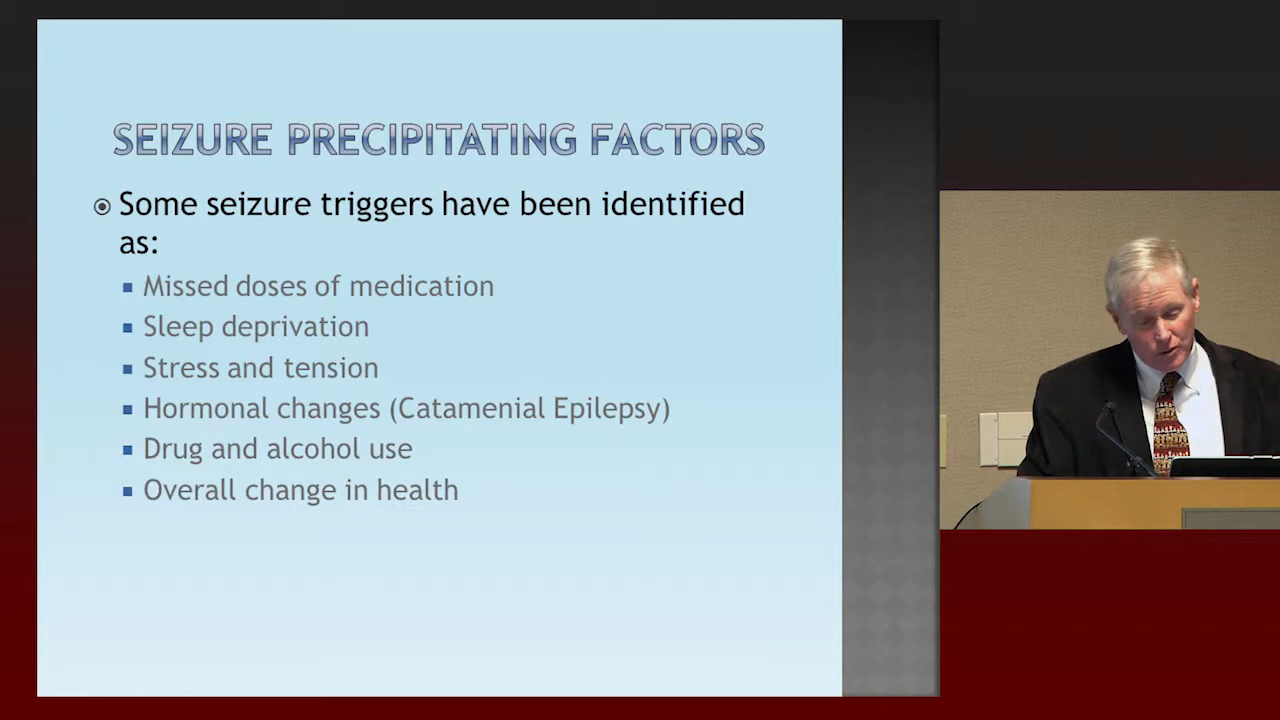 SEIZURE PRECIPITATING FACTORS
Some seizure triggers have been identified
as:
Missed doses of medication
Sleep deprivation
Stress and tension
Hormonal changes (Catamenial Epilepsy)
Drug and alcohol use
Overall change in health